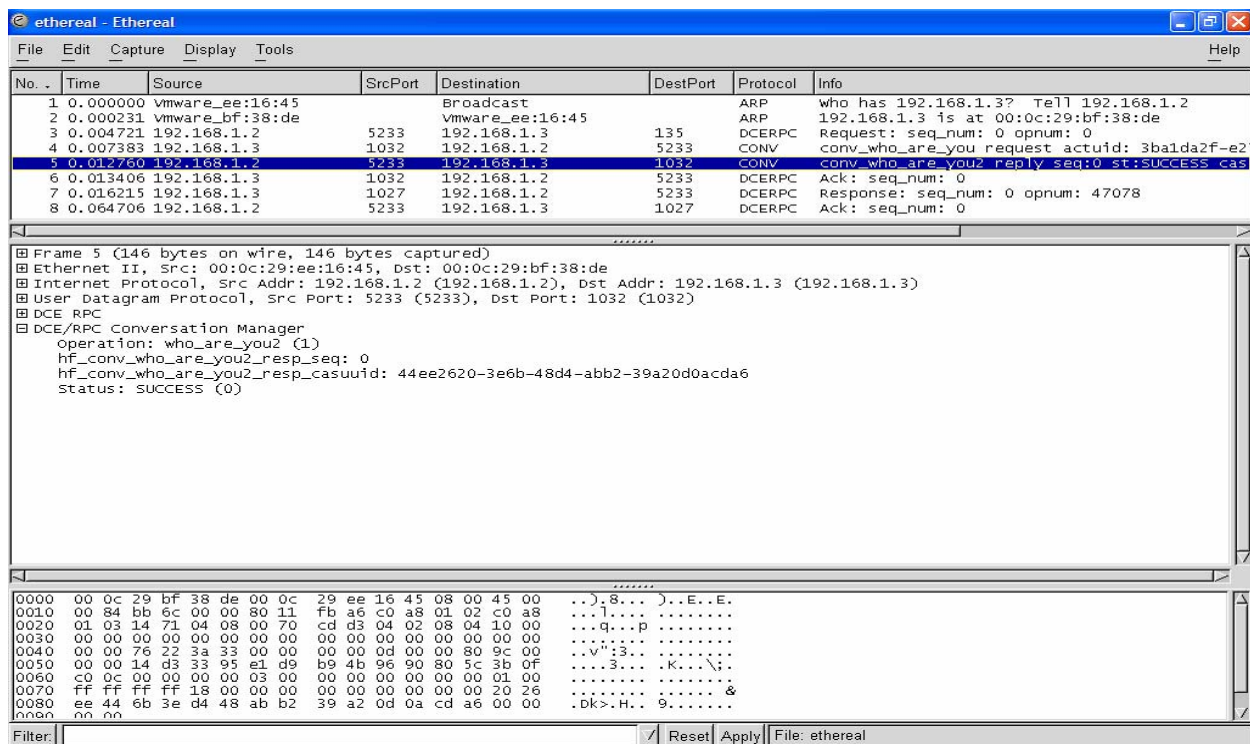 ethereal - Ethereal
File Edit Capture Display Tools Help
No. . Time Source SrcPort Destination DestPort Protocol Info
1 0.000000 Vmware_ee:16:45 Broadcast ARP who has 192.168.1.3? Tell 192.168.1.2
2 0.000231 Vmware_bf:38:de Vmware_ee:16:45 ARP 192.168.1.3 is at 00:0c:29:bf:38:de
3 0.004721 192.168.1.2 5233 192.168.1.3 135 DCERPC Request: seq_num: 0 opnum: 0
4 0.007383 192.168.1.3 1032 192.168.1.2 5233 CONV conv_who_are_you request actuid: 3ba1da2f-e2
5 0.012760 192.168.1.2 5233 192.168.1.3 1032 CONV conv_who_are_you2 reply seq:0 st:SUCCESS cas
6 0.013406 192.168.1.3 1032 192.168.1.2 5233 DCERPC Ack: seq_num: 0
7 0.016215 192.168.1.3 1027 192.168.1.2 5233 DCERPC Response: seq_num: 0 opnum: 47078
8 0.064706 192.168.1.2 5233 192.168.1.3 1027 DCERPC Ack: seq_num: 0
Frame 5 (146 bytes on wire, 146 bytes captured)
Ethernet II, Src: 00:0c:29:ee:16:45, Dst: 00:0c:29:bf:38:de
Internet Protocol, Src Addr: 192.168.1.2 (192.168.1.2), Dst Addr: 192.168.1.3 (192.168.1.3)
User Datagram Protocol, Src Port: 5233 (5233), Dst Port: 1032 (1032)
DCE RPC
DCE/RPC Conversation Manager
Operation: who_are_you2 (1)
hf_conv_who_are_you2_resp_seq: 0
hf_conv_who_are_you2_resp_casuuid: 44ee2620-3e6b-48d4-abb2-39a20d0acda6
Status: SUCCESS (0)
0000 00 0c 29 bf 38 de 00 0c 29 ee 16 45 08 00 45 00 ..).8... )..E..E.
0010 00 84 bb 6c 00 00 80 11 fb a6 c0 a8 01 02 c0 a8 ...l.... ........
0020 01 03 14 71 04 08 00 70 cd d3 04 02 08 04 10 00 ...q...p ........
0030 00 00 00 00 00 00 00 00 00 00 00 00 00 00 00 00 ........ ........
0040 00 00 76 22 3a 33 00 00 00 00 0d 00 00 80 9c 00 ..v":3.. ........
0050 00 00 14 d3 33 95 e1 d9 b9 4b 96 90 80 5c 3b 0f ....3... .K...\;.
0060 c0 0c 00 00 00 03 00 00 00 00 00 00 00 01 00 ........ ........
0070 ff ff ff ff 18 00 00 00 00 00 00 00 00 00 20 26 ........ ...... &
0080 ee 44 6b 3e d4 48 ab b2 39 a2 0d 0a cd a6 00 00 .Dk>.H.. 9.......
0090 00 00
Filter: Reset Apply File: ethereal